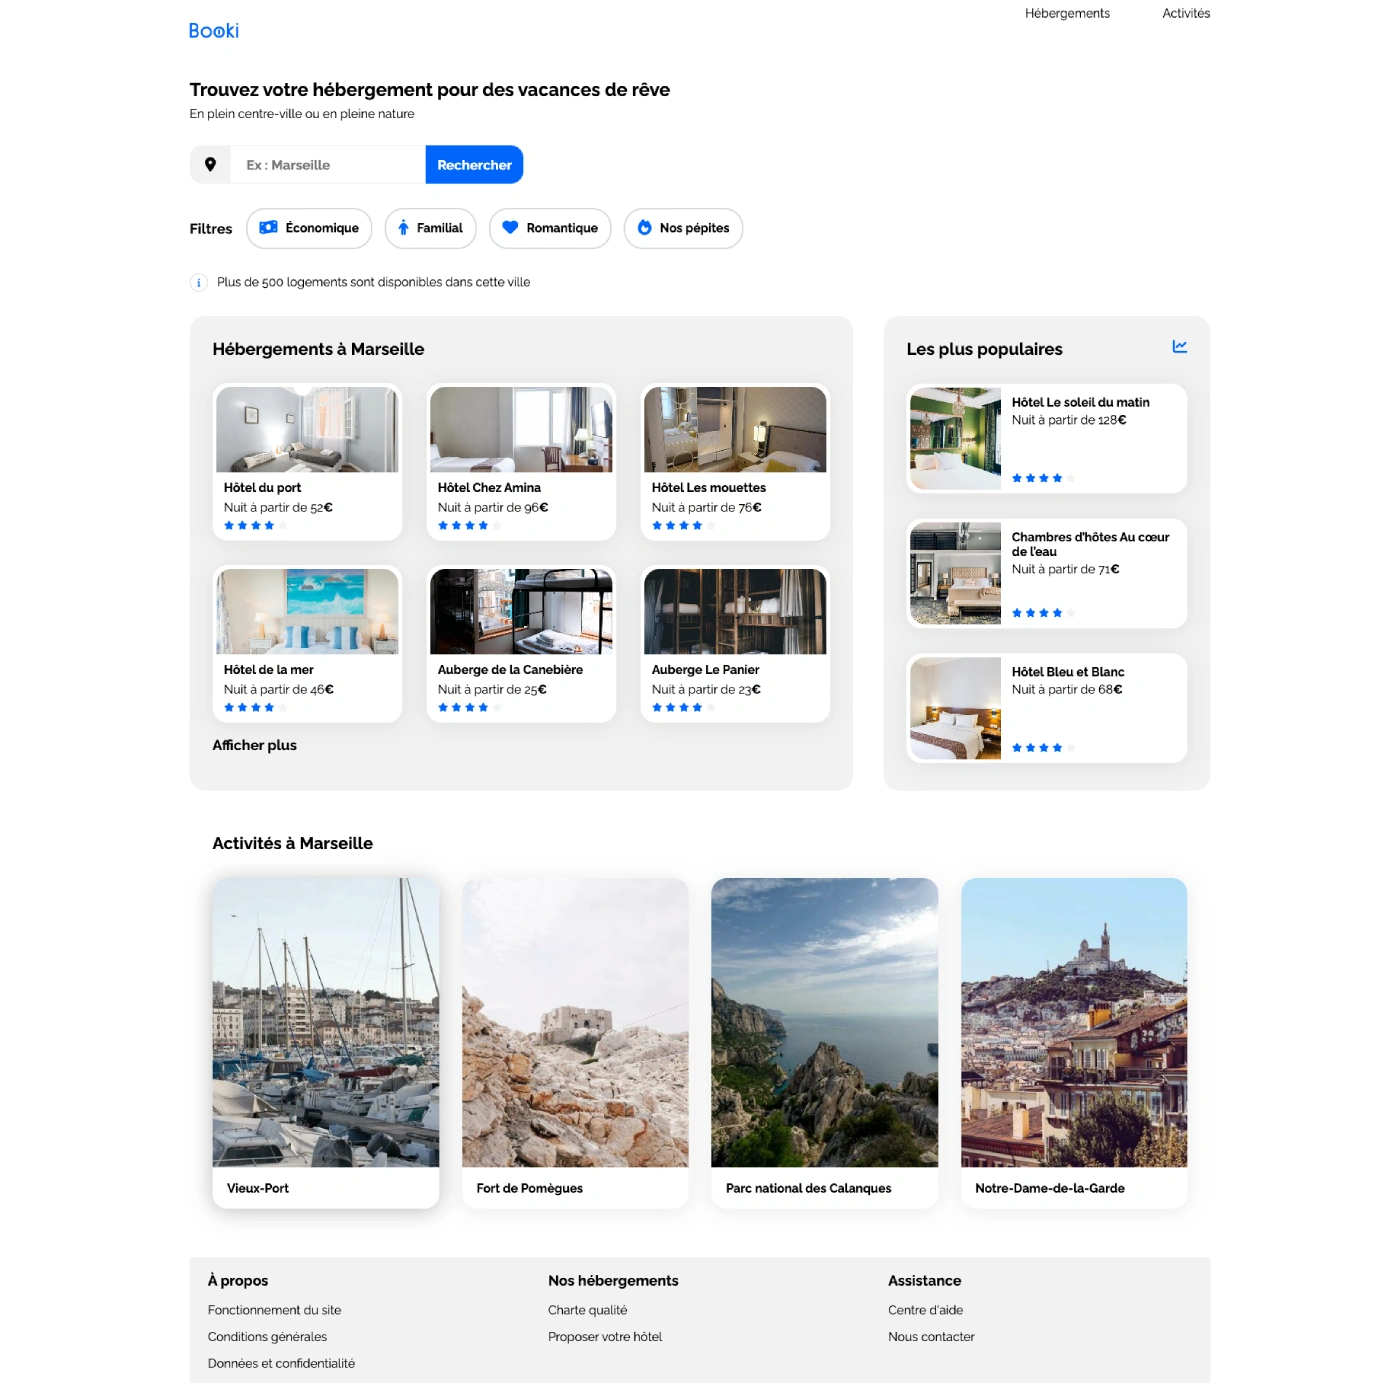 Booki
Hébergements
Activités
Trouvez votre hébergement pour des vacances de rêve
En plein centre-ville ou en pleine nature
Ex : Marseille
Rechercher
Filtres
Économique
Familial
Romantique
Nos pépites
Plus de 500 logements sont disponibles dans cette ville
Hébergements à Marseille
Hôtel du port
Nuit à partir de 52€
Hôtel Chez Amina
Nuit à partir de 96€
Hôtel Les mouettes
Nuit à partir de 76€
Hôtel de la mer
Nuit à partir de 46€
Auberge de la Canebière
Nuit à partir de 25€
Auberge Le Panier
Nuit à partir de 23€
Afficher plus
Les plus populaires
Hôtel Le soleil du matin
Nuit à partir de 128€
Chambres d'hôtes Au cœur
de l'eau
Nuit à partir de 71€
Hôtel Bleu et Blanc
Nuit à partir de 68€
Activités à Marseille
Vieux-Port
Fort de Pomègues
Parc national des Calanques
Notre-Dame-de-la-Garde
À propos
Fonctionnement du site
Conditions générales
Données et confidentialité
Nos hébergements
Charte qualité
Proposer votre hôtel
Assistance
Centre d'aide
Nous contacter